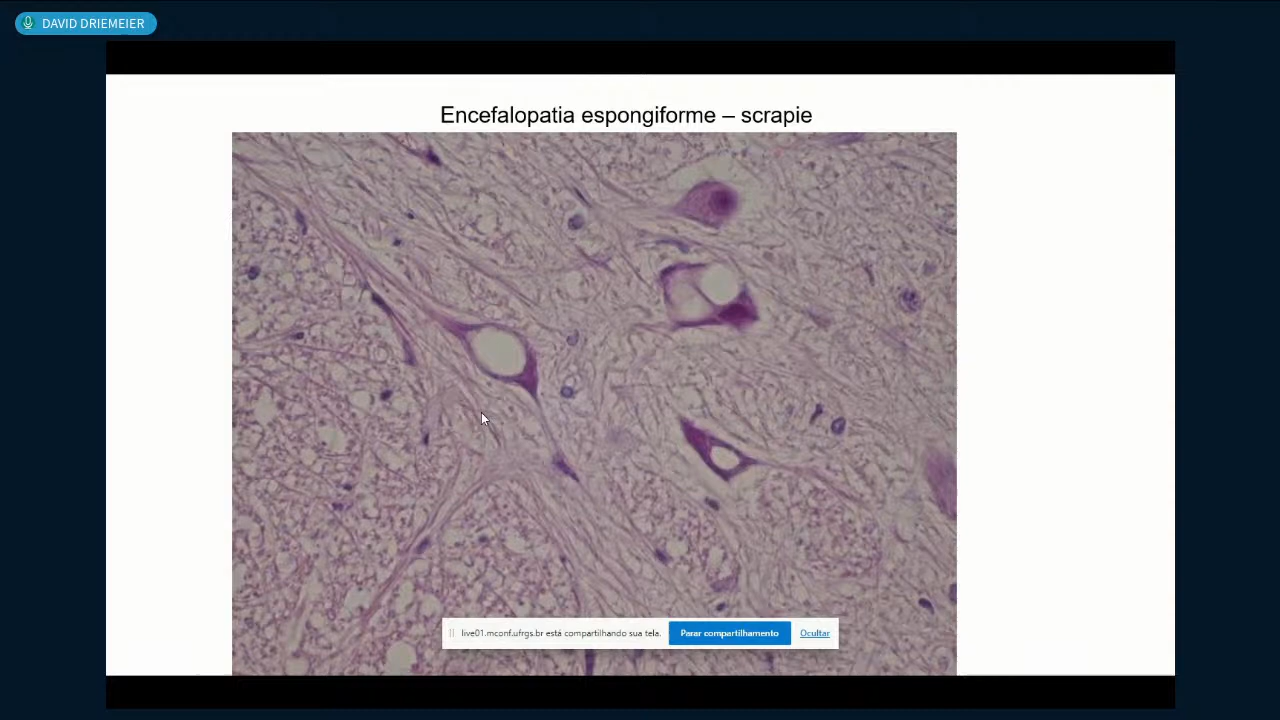 DAVID DRIEMEIER
Encefalopatia espongiforme – scrapie
live01.mconf.ufrgs.br está compartilhando sua tela. Parar compartilhamento Ocultar